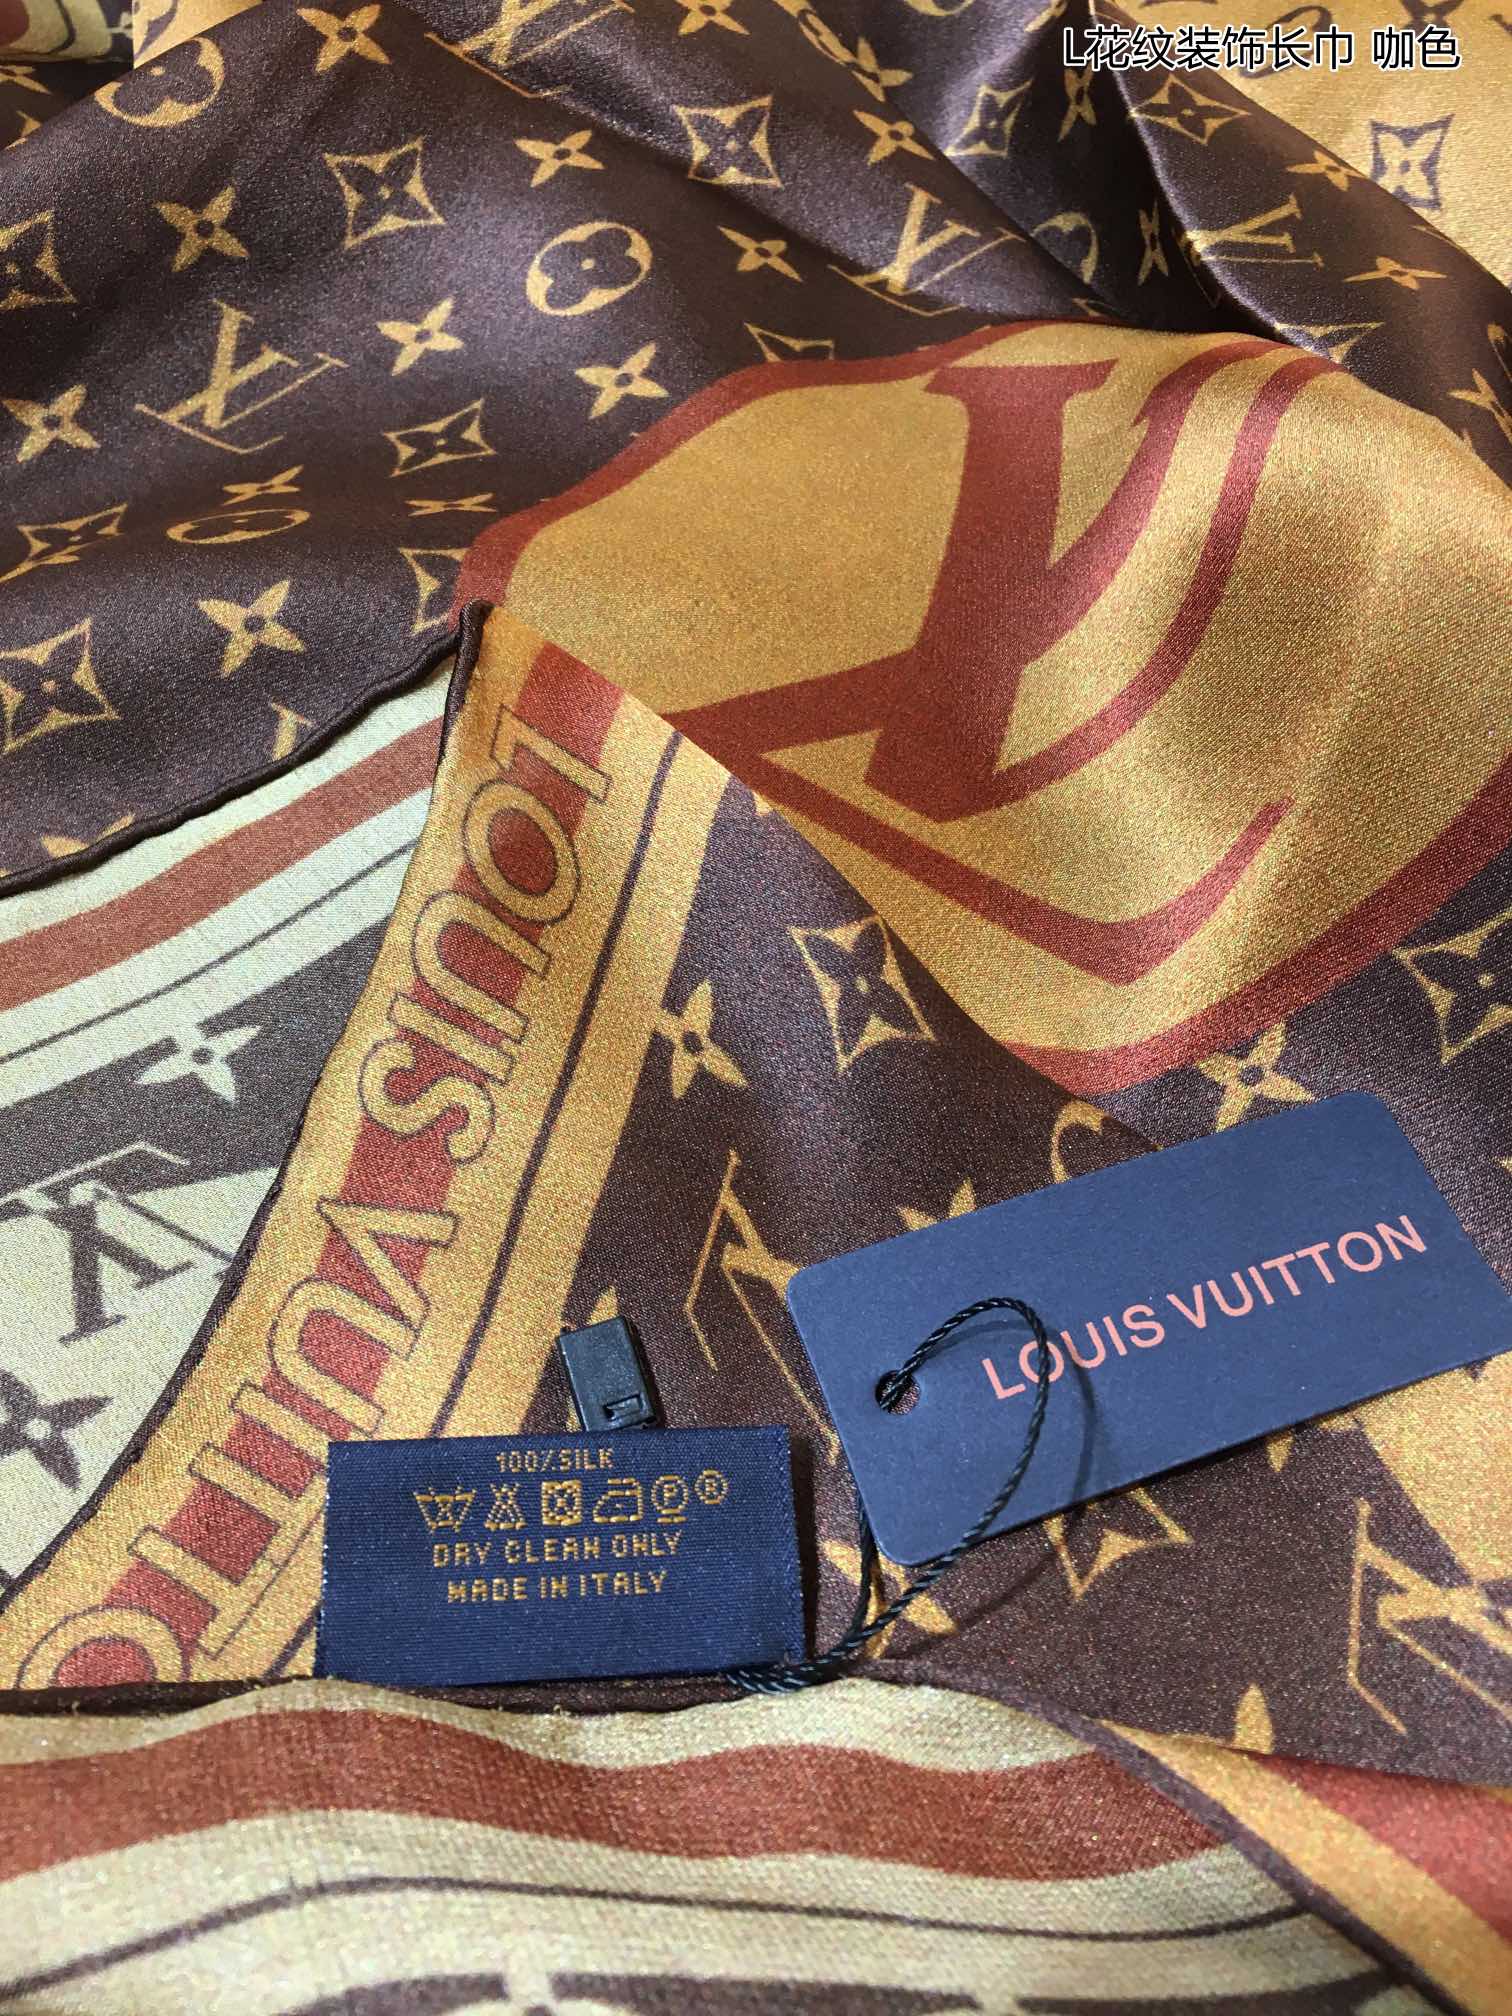 L花纹装饰长巾 咖色
LOUIS VUITTO
LOUIS VUITTON
100% SILK
DRY CLEAN ONLY
MADE IN ITALY